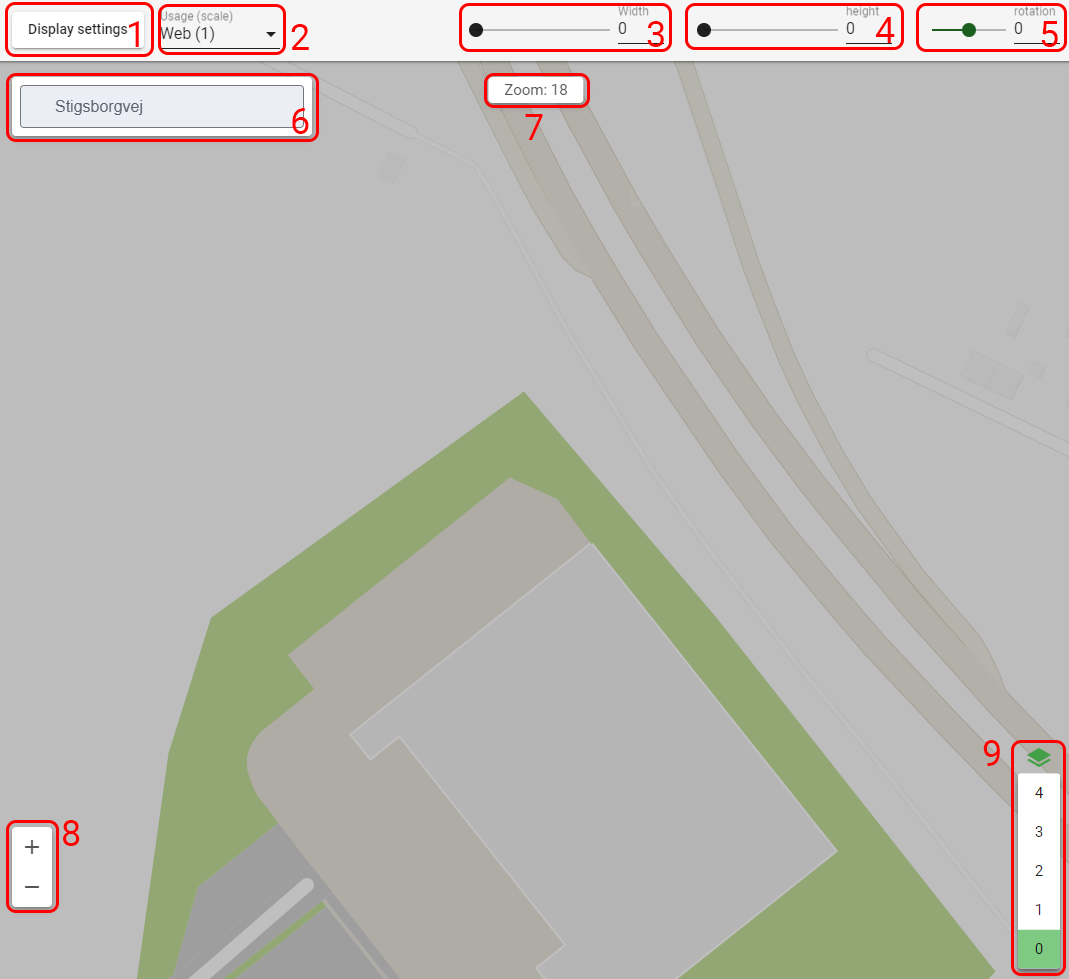 Display settings 1
Usage (scale)
Web (1)
2
Width
0 3
height
0 4
rotation
0 5
Stigsborgvej 6
Zoom: 18
7
9
4
3
2
1
0
8
+
−